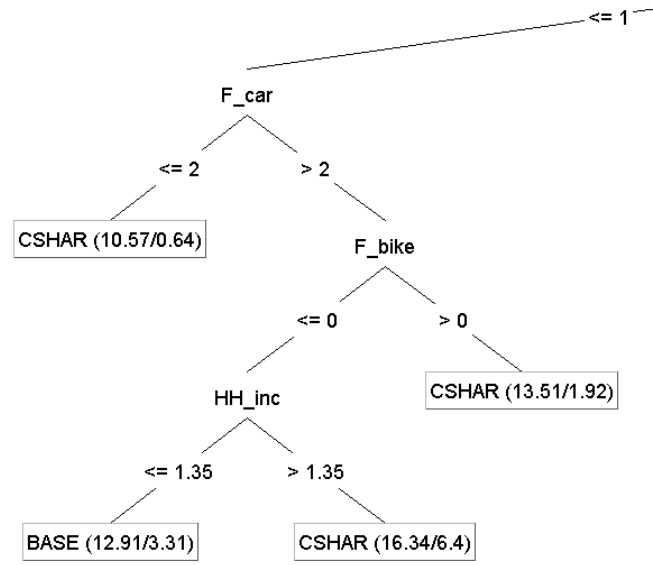 <= 1
F_car
<= 2
> 2
CSHAR (10.57/0.64)
F_bike
<= 0
> 0
HH_inc
CSHAR (13.51/1.92)
<= 1.35
> 1.35
BASE (12.91/3.31)
CSHAR (16.34/6.4)